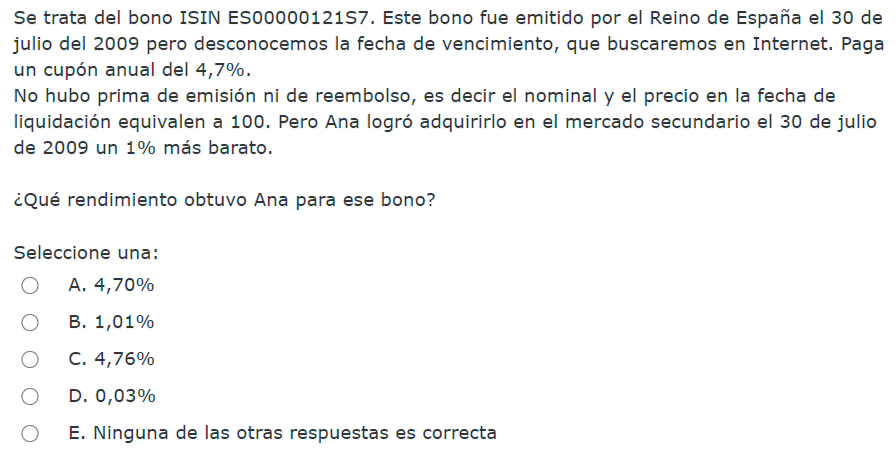 Se trata del bono ISIN ES00000121S7. Este bono fue emitido por el Reino de España el 30 de
julio del 2009 pero desconocemos la fecha de vencimiento, que buscaremos en Internet. Paga
un cupón anual del 4,7%.
No hubo prima de emisión ni de reembolso, es decir el nominal y el precio en la fecha de
liquidación equivalen a 100. Pero Ana logró adquirirlo en el mercado secundario el 30 de julio
de 2009 un 1% más barato.
¿Qué rendimiento obtuvo Ana para ese bono?
Seleccione una:
A. 4,70%
B. 1,01%
C. 4,76%
D. 0,03%
E. Ninguna de las otras respuestas es correcta